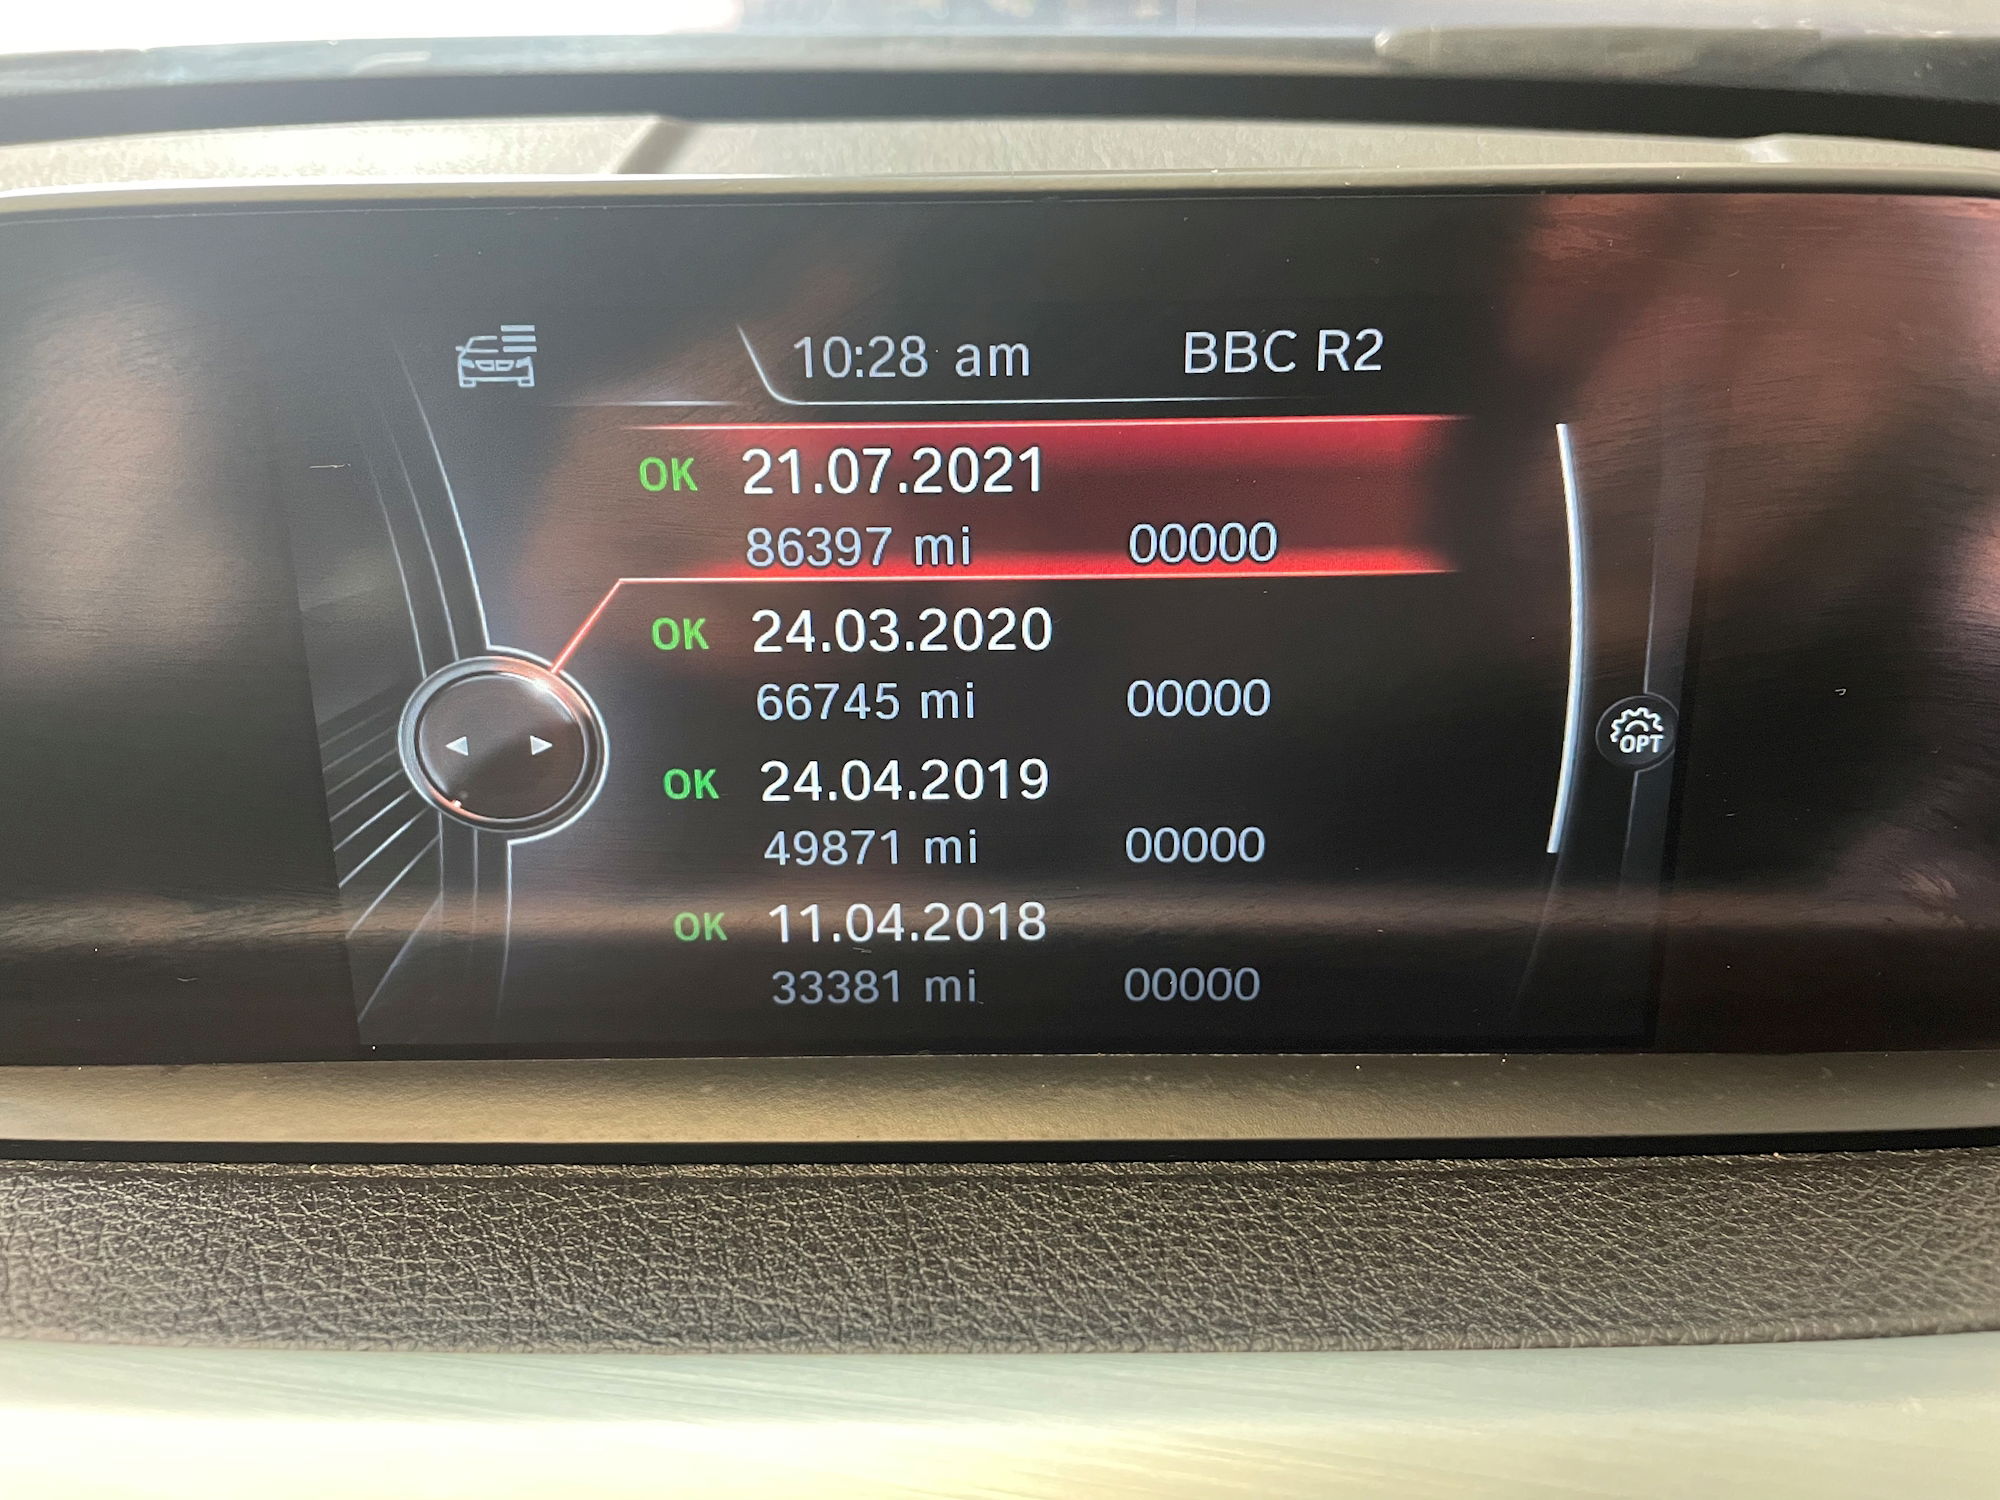 10:28 am BBC R2
OK 21.07.2021
86397 mi 00000
OK 24.03.2020
66745 mi 00000
OK 24.04.2019
49871 mi 00000
OPT
OK 11.04.2018
33381 mi 00000